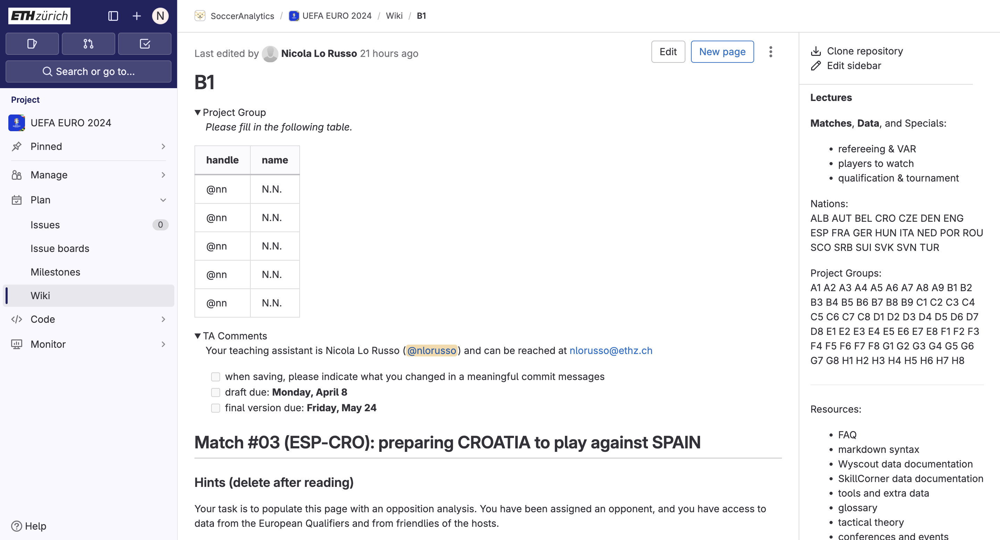 ETH zürich
N
Search or go to...
Project
UEFA EURO 2024
Pinned
Manage
Plan
Issues 0
Issue boards
Milestones
Wiki
Code
Monitor
Help
SoccerAnalytics / UEFA EURO 2024 / Wiki / B1
Last edited by Nicola Lo Russo 21 hours ago
Edit
New page
B1
Project Group
Please fill in the following table.
handle name
@nn N.N.
@nn N.N.
@nn N.N.
@nn N.N.
@nn N.N.
TA Comments
Your teaching assistant is Nicola Lo Russo (@nlorusso) and can be reached at nlorusso@ethz.ch
when saving, please indicate what you changed in a meaningful commit messages
draft due: Monday, April 8
final version due: Friday, May 24
Match #03 (ESP-CRO): preparing CROATIA to play against SPAIN
Hints (delete after reading)
Your task is to populate this page with an opposition analysis. You have been assigned an opponent, and you have access to
data from the European Qualifiers and from friendlies of the hosts.
Clone repository
Edit sidebar
Lectures
Matches, Data, and Specials:
• refereeing & VAR
• players to watch
• qualification & tournament
Nations:
ALB AUT BEL CRO CZE DEN ENG
ESP FRA GER HUN ITA NED POR ROU
SCO SRB SUI SVK SVN TUR
Project Groups:
A1 A2 A3 A4 A5 A6 A7 A8 A9 B1 B2
B3 B4 B5 B6 B7 B8 B9 C1 C2 C3 C4
C5 C6 C7 C8 D1 D2 D3 D4 D5 D6 D7
D8 E1 E2 E3 E4 E5 E6 E7 E8 F1 F2 F3
F4 F5 F6 F7 F8 G1 G2 G3 G4 G5 G6
G7 G8 H1 H2 H3 H4 H5 H6 H7 H8
Resources:
• FAQ
• markdown syntax
• Wyscout data documentation
• SkillCorner data documentation
• tools and extra data
• glossary
• tactical theory
• conferences and events